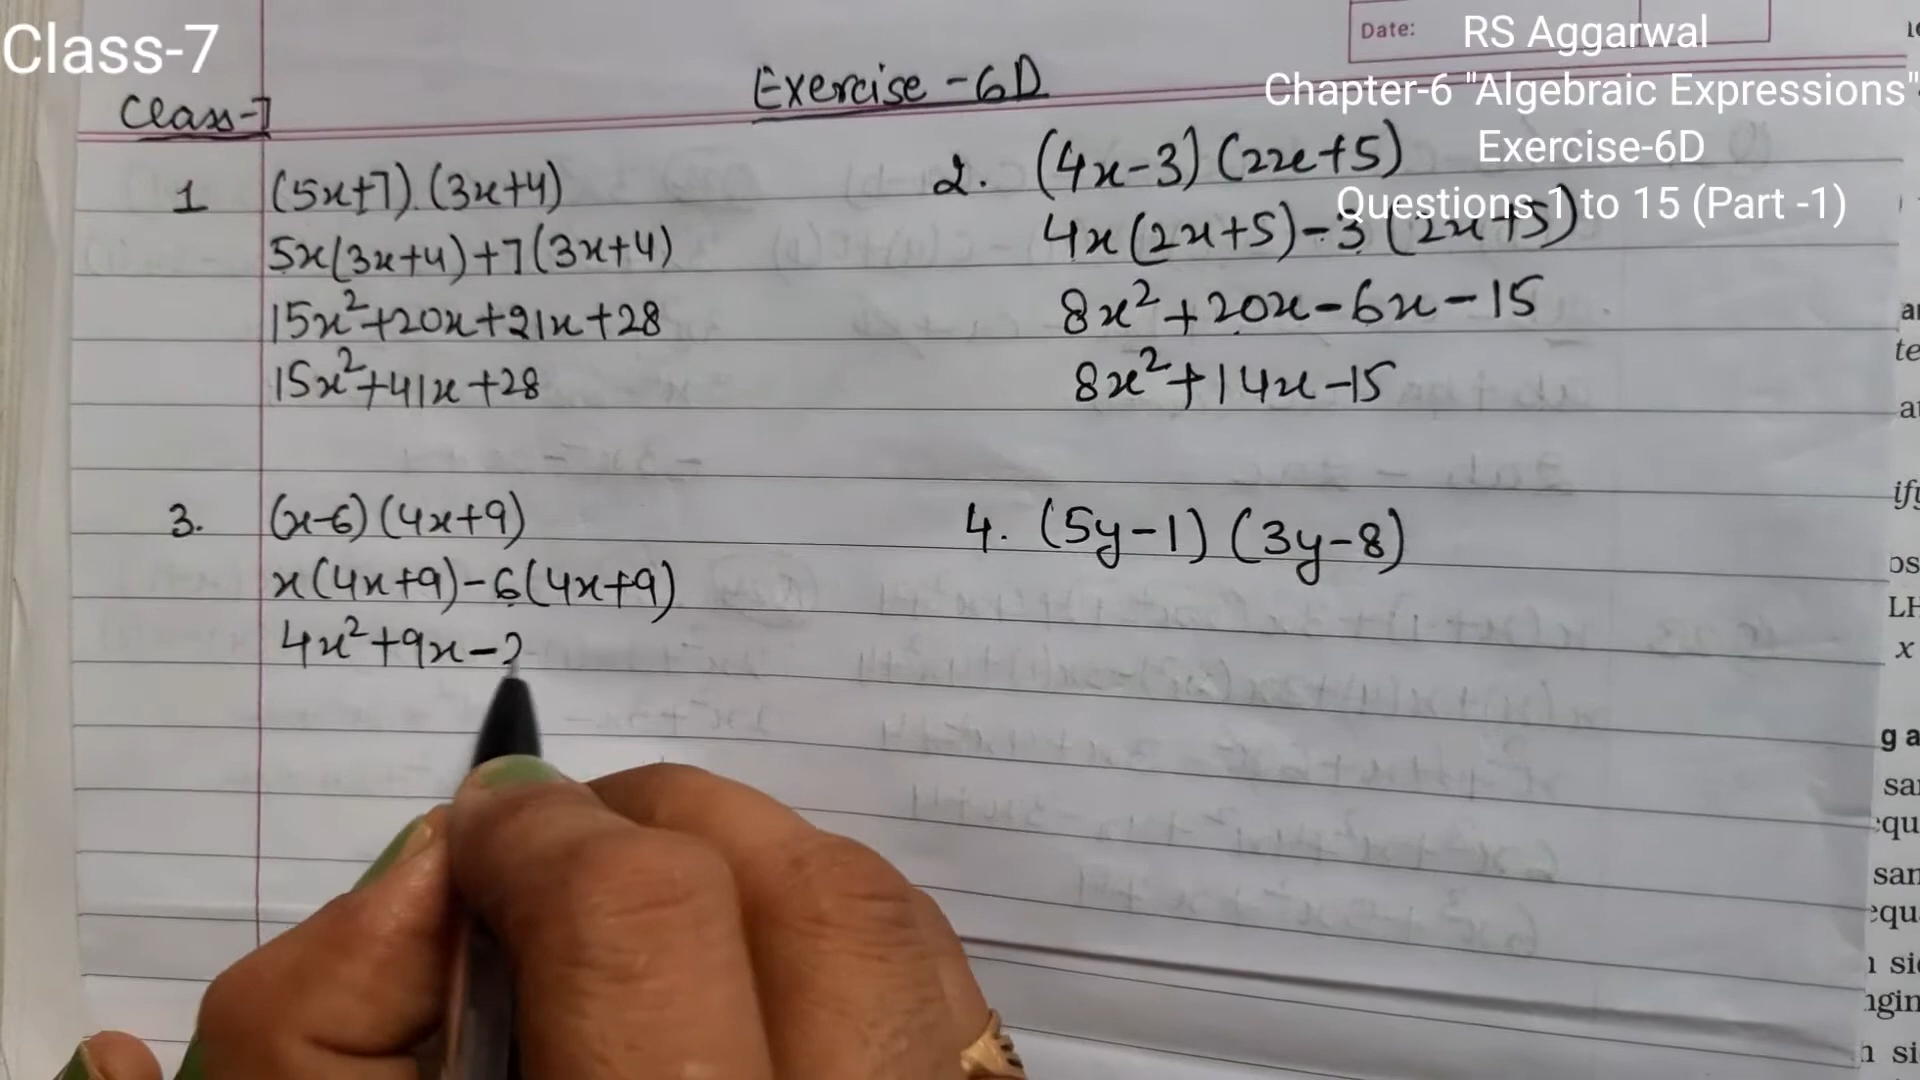 Class-7
Date:
RS Aggarwal
Chapter-6 "Algebraic Expressions"
Exercise-6D
Questions 1 to 15 (Part -1)
Class-7
Exercise-6D
1 (5x+7) (3x+4)
5x(3x+4)+7(3x+4)
15x²+20x+21x+28
15x²+41x+28
2. (4x-3) (2x+5)
4x(2x+5)-3(2x+5)
8x²+20x-6x-15
8x²+14x-15
3. (x-6) (4x+9)
x(4x+9)-6(4x+9)
4x²+9x-2
4. (5y-1) (3y-8)